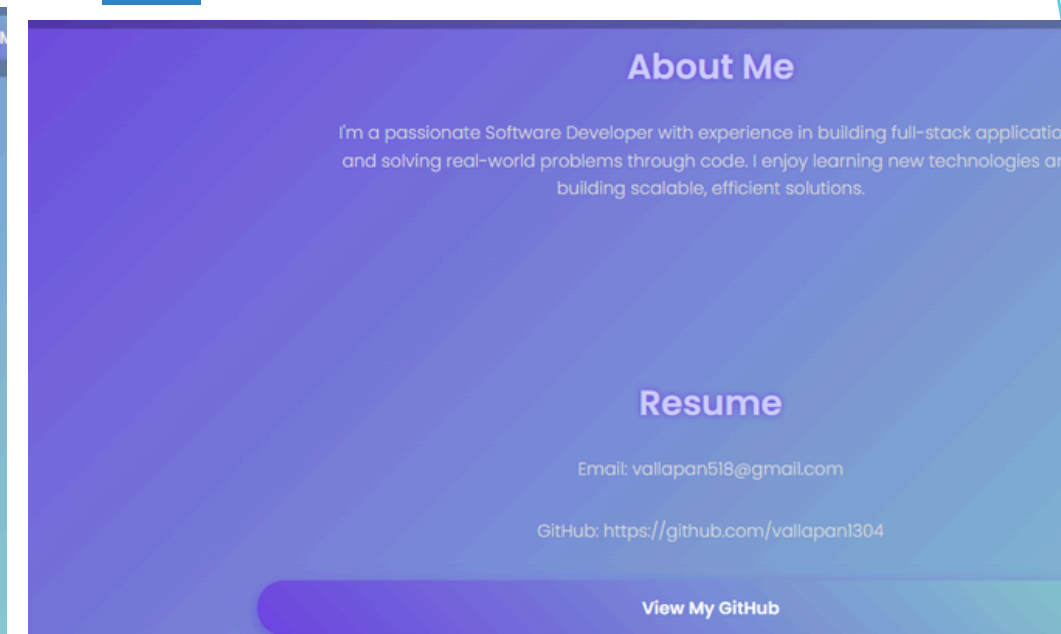 About Me
I'm a passionate Software Developer with experience in building full-stack
and solving real-world problems through code. I enjoy learning new technologies
building scalable, efficient solutions.
Resume
Email: vallapan518@gmail.com
GitHub: https://github.com/vallapan1304
View My GitHub